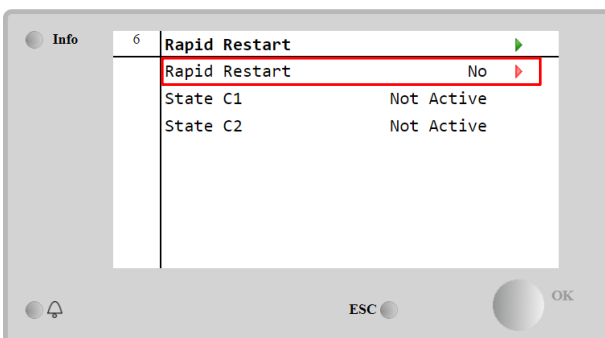 Info
6 Rapid Restart
Rapid Restart No
State C1 Not Active
State C2 Not Active
ESC
OK